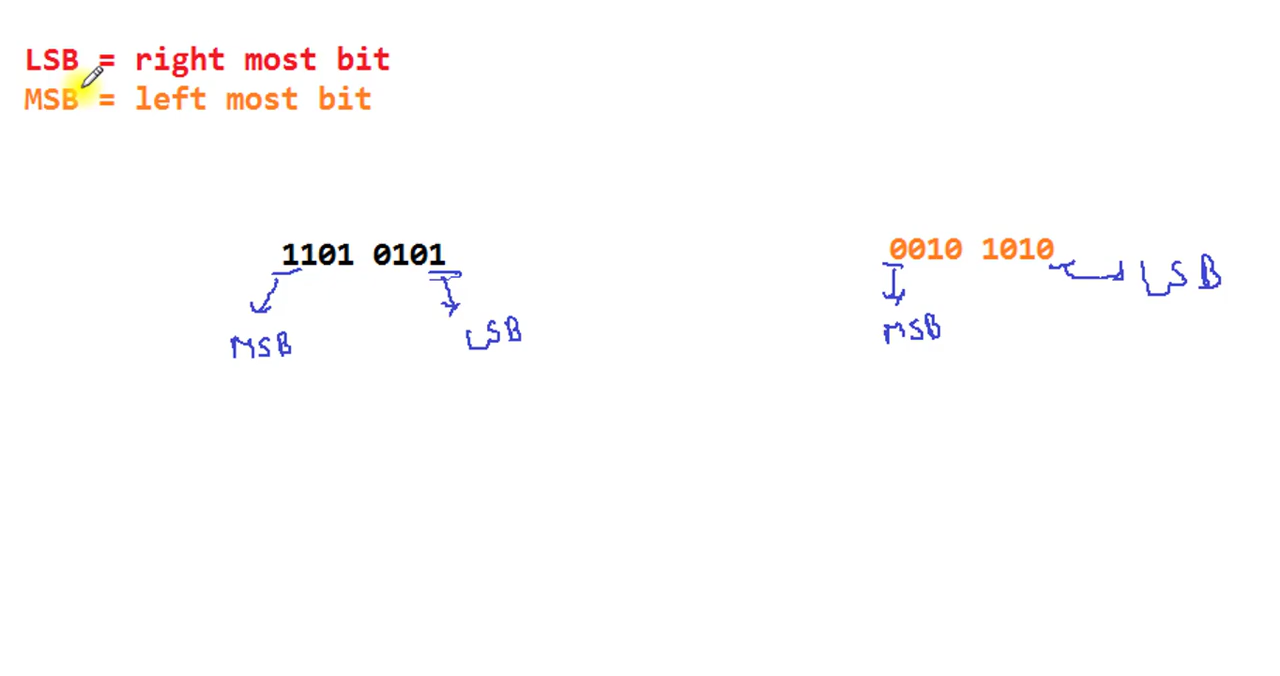 LSB = right most bit
MSB = left most bit
1101 0101
MSB
LSB
0010 1010
LSB
MSB